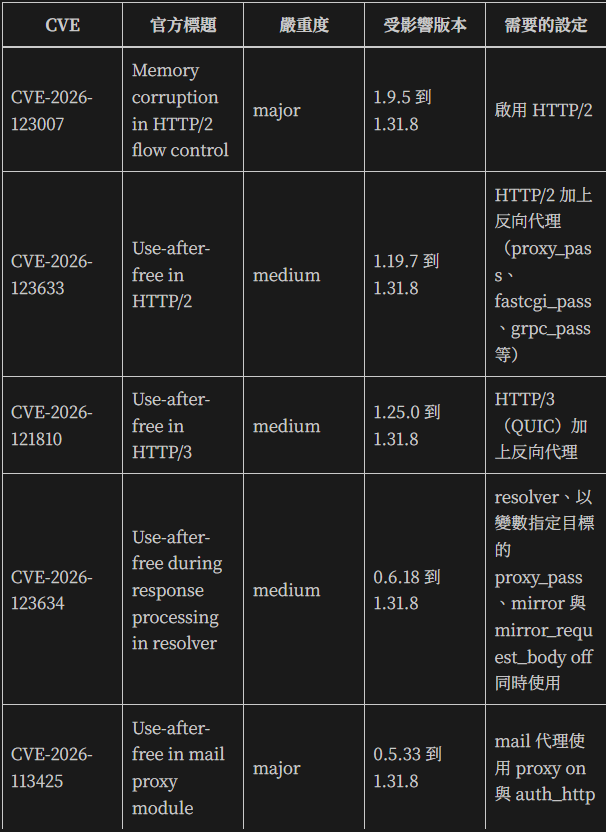 CVE
官方標題
嚴重度
受影響版本
需要的設定
CVE-2026-
123007
Memory
corruption
in HTTP/2
flow control
major
1.9.5 到
1.31.8
啟用 HTTP/2
CVE-2026-
123633
Use-after-
free in
HTTP/2
medium
1.19.7 到
1.31.8
HTTP/2 加上
反向代理
（proxy_pas
s、
fastcgi_pass
、grpc_pass
等）
CVE-2026-
121810
Use-after-
free in
HTTP/3
medium
1.25.0 到
1.31.8
HTTP/3
（QUIC）加
上反向代理
CVE-2026-
123634
Use-after-
free during
response
processing
in resolver
medium
0.6.18 到
1.31.8
resolver、以
變數指定目標
的
proxy_pass
、mirror 與
mirror_requ
est_body off
同時使用
CVE-2026-
113425
Use-after-
free in mail
proxy
module
major
0.5.33 到
1.31.8
mail 代理使
用 proxy on
與 auth_http